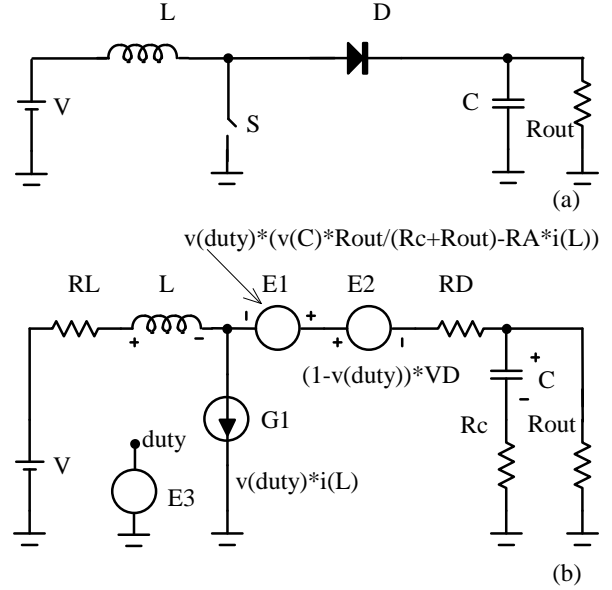 L
D
V
S
C
Rout
(a)
v(duty)*(v(C)*Rout/(Rc+Rout)-RA*i(L))
RL
L
E1
E2
RD
+
-
-
+
+
-
+
C
-
(1-v(duty))*VD
G1
Rc
Rout
duty
V
E3
v(duty)*i(L)
(b)